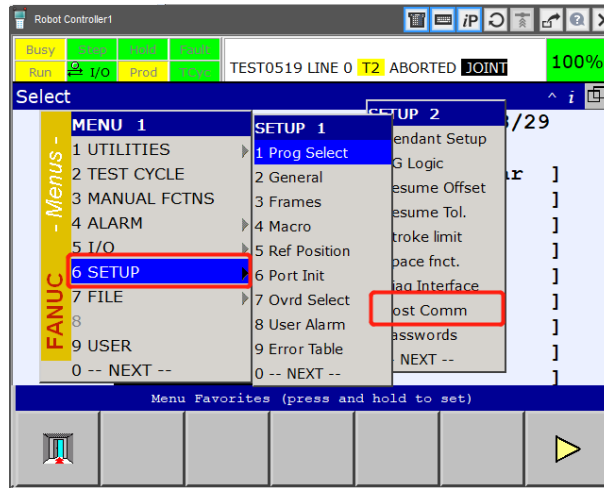 Robot Controller1
iP
Busy Step Hold Fault
Run I/O Prod TCyc
TEST0519 LINE 0 T2 ABORTED JOINT
100%
Select
i
/29
FANUC - Menus -
MENU 1
1 UTILITIES
2 TEST CYCLE
3 MANUAL FCTNS
4 ALARM
5 I/O
6 SETUP
7 FILE
8
9 USER
0 -- NEXT --
SETUP 1
1 Prog Select
2 General
3 Frames
4 Macro
5 Ref Position
6 Port Init
7 Ovrd Select
8 User Alarm
9 Error Table
0 -- NEXT --
SETUP 2
endant Setup
G Logic
esume Offset
esume Tol.
troke limit
pace fnct.
iag Interface
ost Comm
asswords
NEXT --
r ]
]
]
]
]
]
]
]
]
Menu Favorites (press and hold to set)